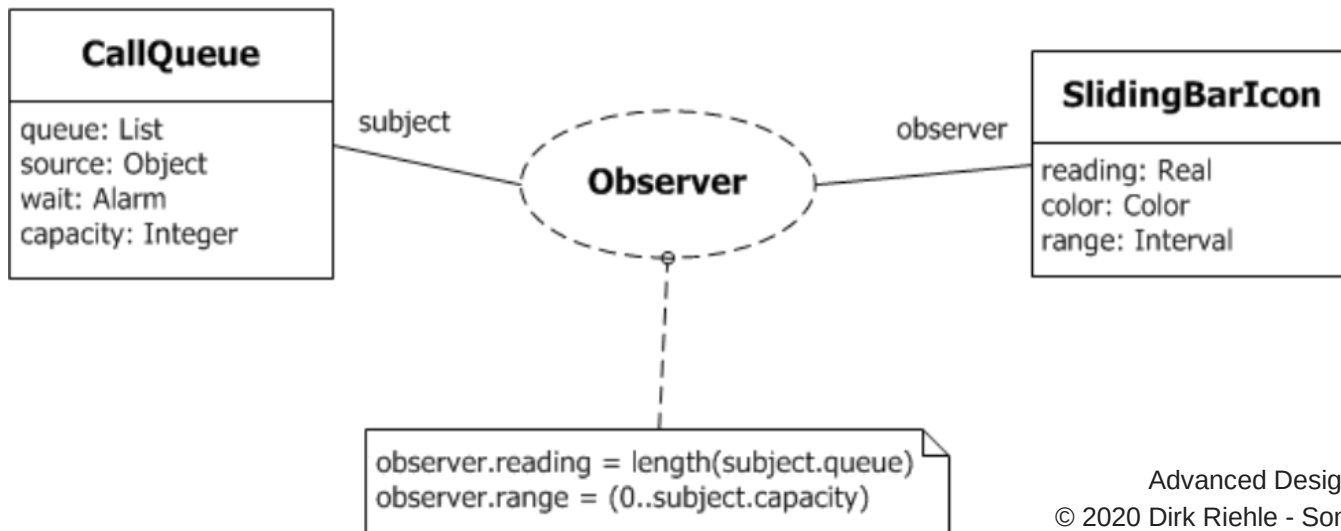 CallQueue
queue: List
source: Object
wait: Alarm
capacity: Integer
subject
Observer
observer
SlidingBarIcon
reading: Real
color: Color
range: Interval
observer.reading = length(subject.queue)
observer.range = (0..subject.capacity)
Advanced Desig
© 2020 Dirk Riehle - Som